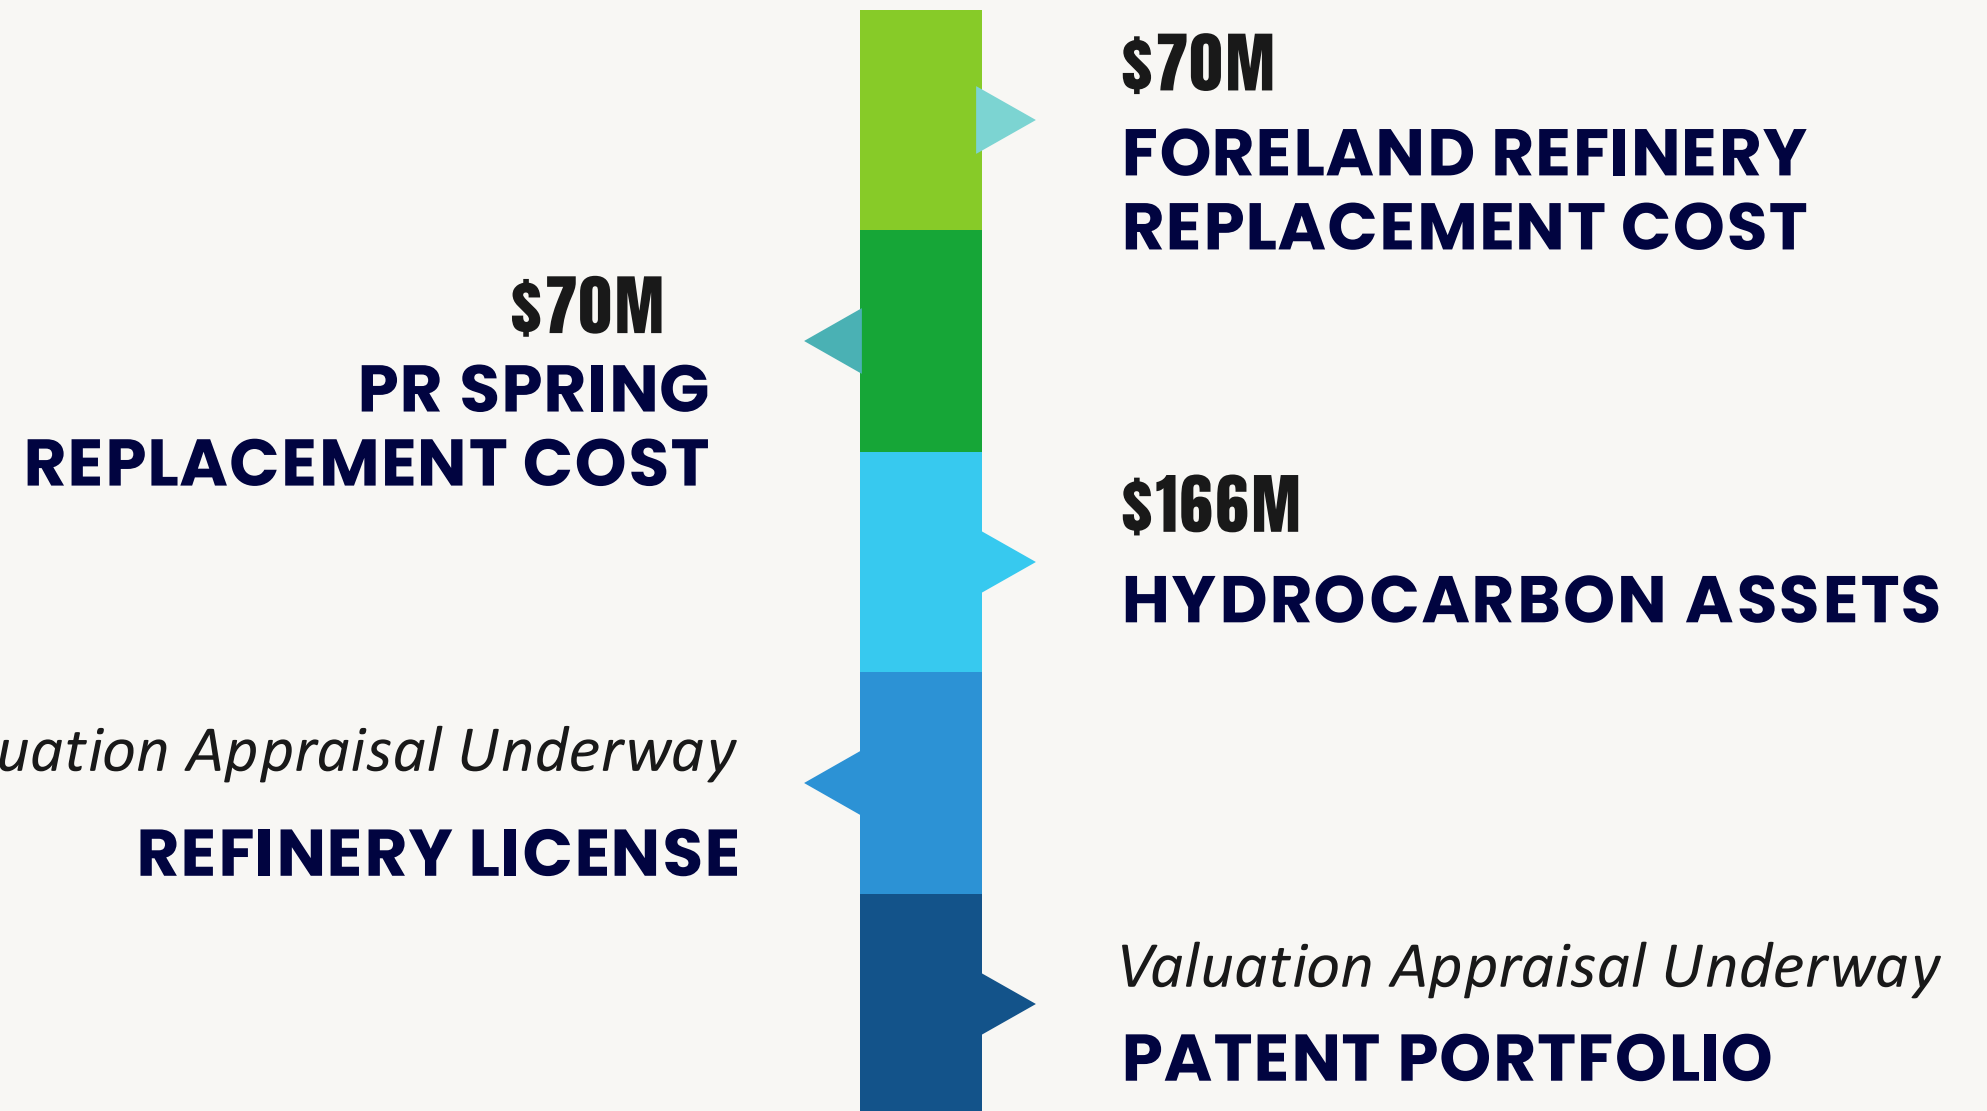 $70M
FORELAND REFINERY
REPLACEMENT COST
$70M
PR SPRING
REPLACEMENT COST
$166M
HYDROCARBON ASSETS
Appraisal Underway
REFINERY LICENSE
Valuation Appraisal Underway
PATENT PORTFOLIO